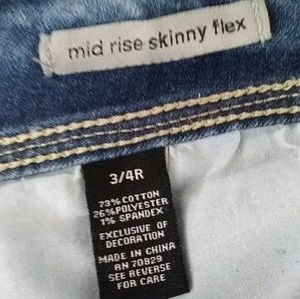 mid rise skinny flex
3/4R
73% COTTON
26% POLYESTER
1% SPANDEX
EXCLUSIVE OF
DECORATION
MADE IN CHINA
RN 70829
SEE REVERSE
FOR CARE